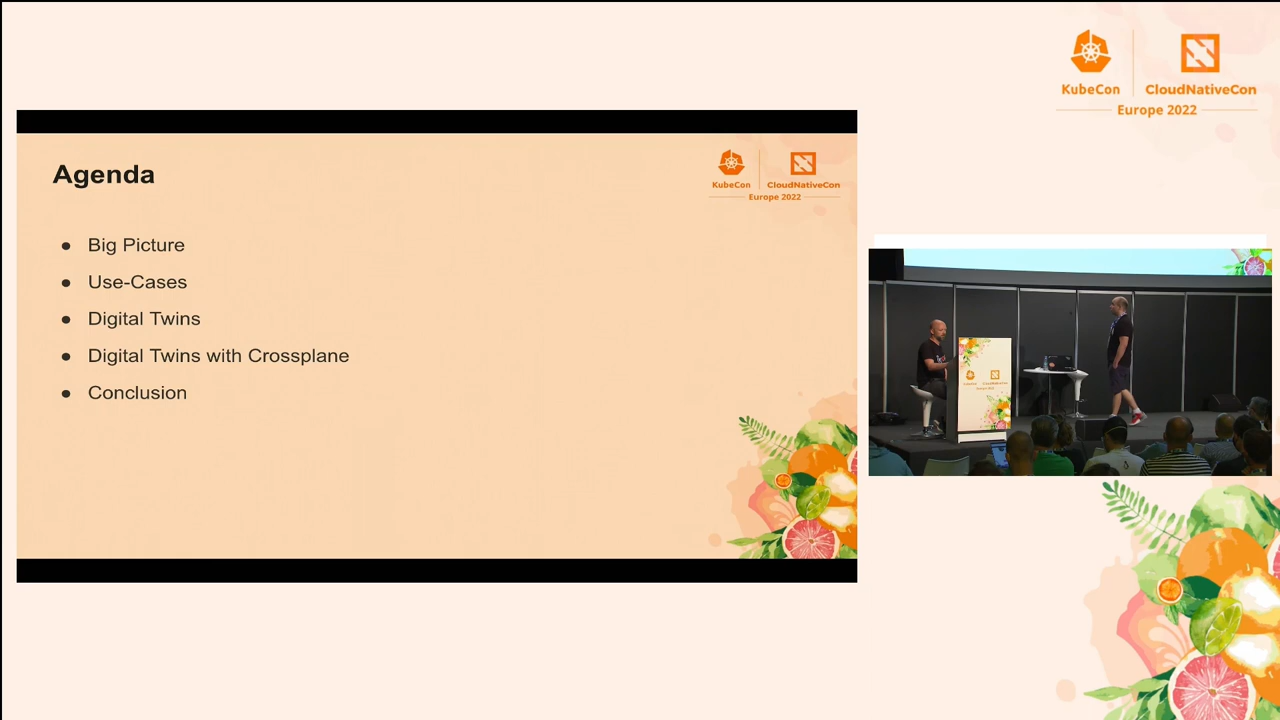 KubeCon
CloudNativeCon
Europe 2022
Agenda
KubeCon
CloudNativeCon
Europe 2022
● Big Picture
● Use-Cases
● Digital Twins
● Digital Twins with Crossplane
● Conclusion